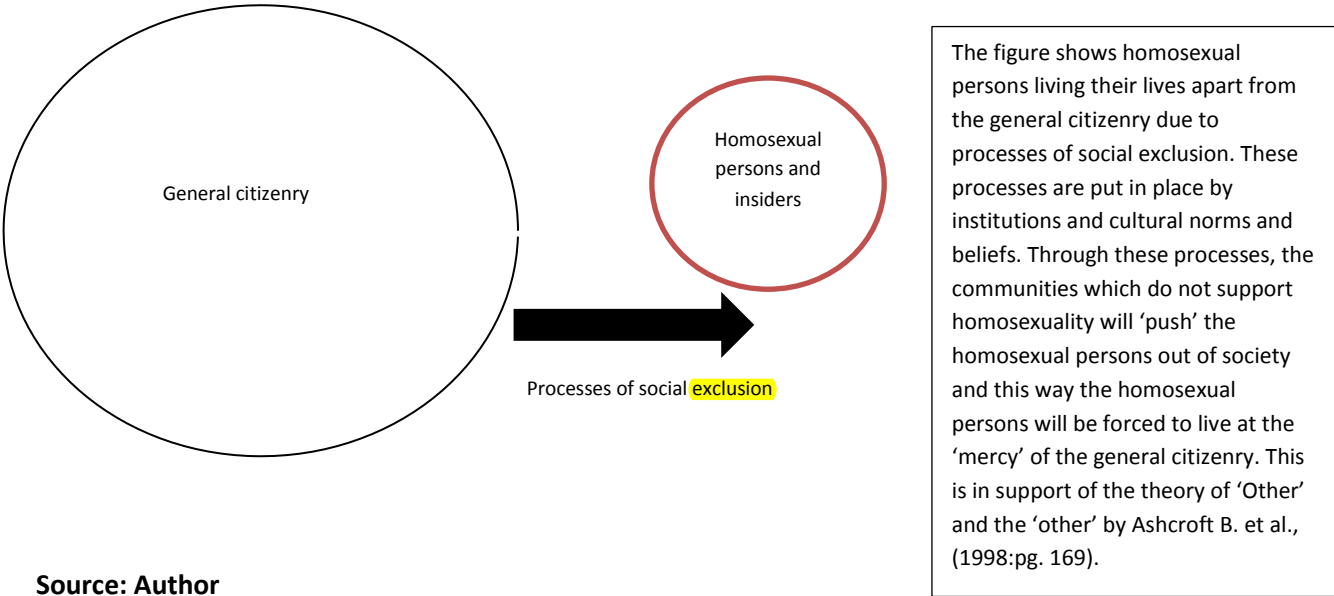 General citizenry
Homosexual
persons and
insiders
Processes of social exclusion
The figure shows homosexual
persons living their lives apart from
the general citizenry due to
processes of social exclusion. These
processes are put in place by
institutions and cultural norms and
beliefs. Through these processes, the
communities which do not support
homosexuality will ‘push’ the
homosexual persons out of society
and this way the homosexual
persons will be forced to live at the
‘mercy’ of the general citizenry. This
is in support of the theory of ‘Other’
and the ‘other’ by Ashcroft B. et al.,
(1998:pg. 169).
Source: Author